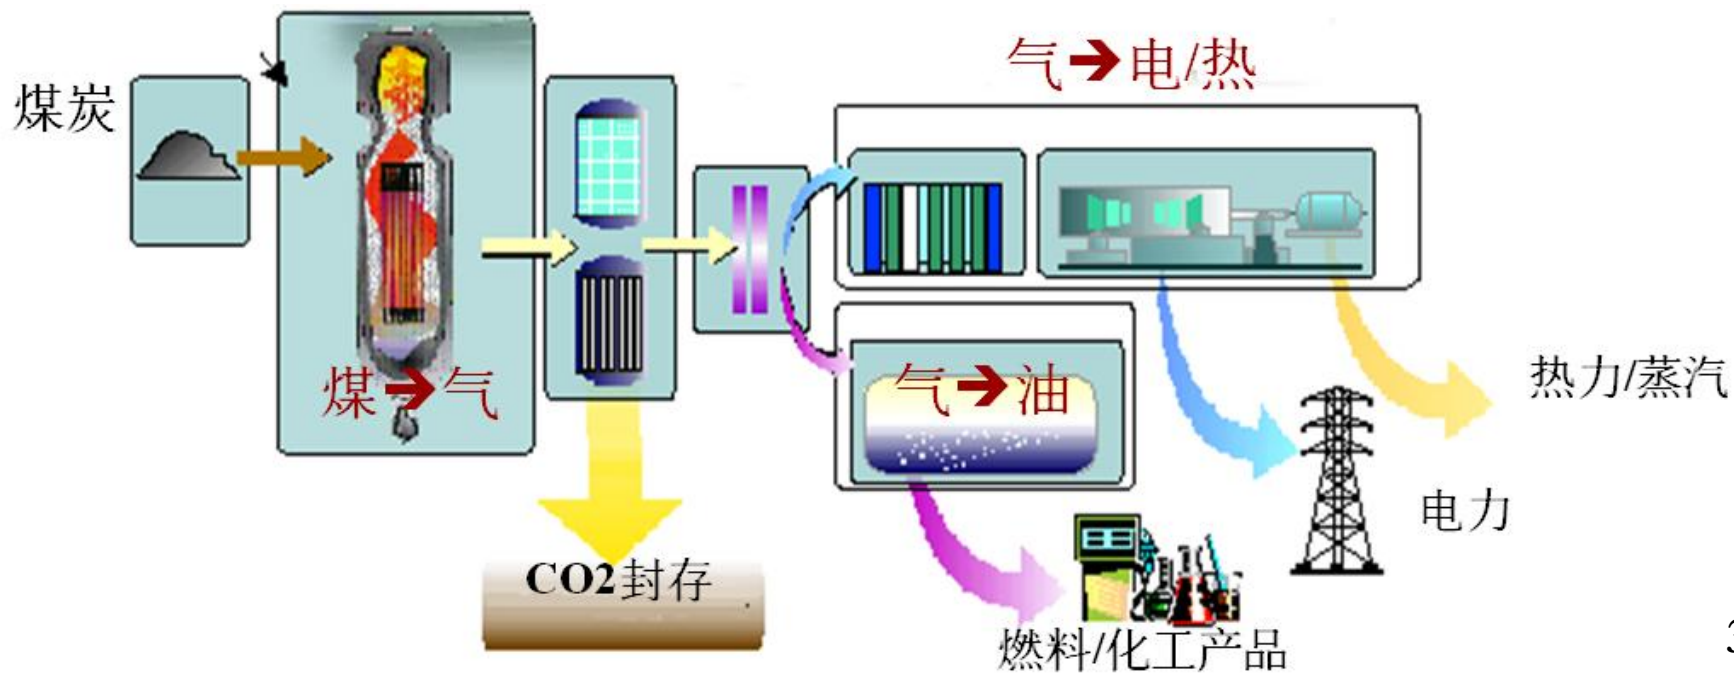 气➔电/热
煤炭
煤➔气
气➔油
热力/蒸汽
电力
CO2封存
燃料/化工产品